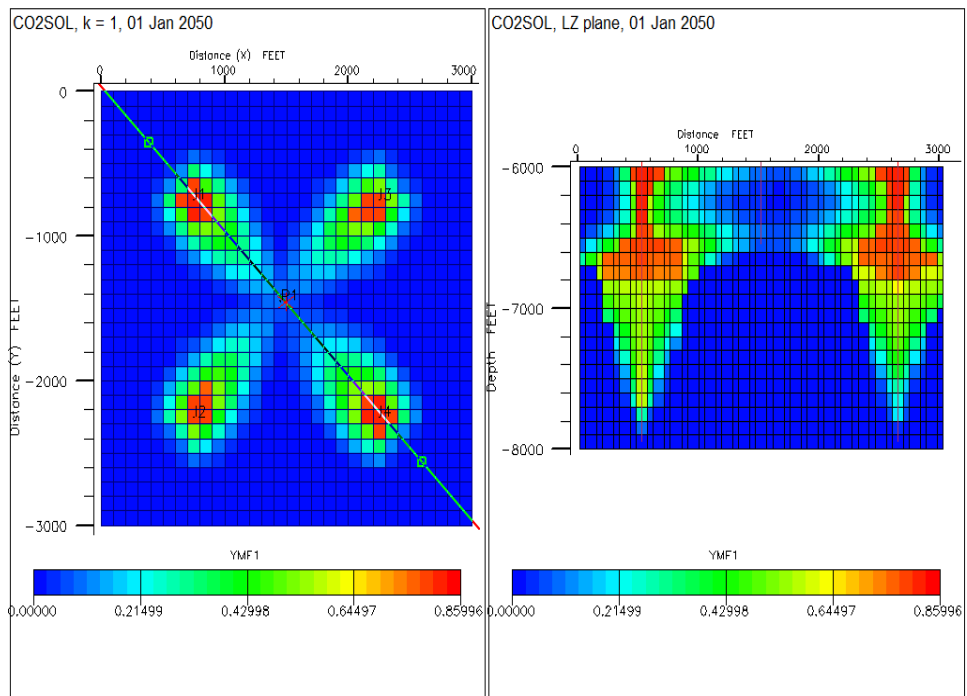 CO2SOL, k = 1, 01 Jan 2050
Distance (X) FEET
0 1000 2000 3000
0
-1000
-2000
-3000
Distance (Y) FEET
J1
J3
P1
J2
J4
YMF1
0.00000 0.21499 0.42998 0.64497 0.85996
CO2SOL, LZ plane, 01 Jan 2050
Distance FEET
0 1000 2000 3000
-6000
-7000
-8000
Depth FEET
YMF1
0.00000 0.21499 0.42998 0.64497 0.85996